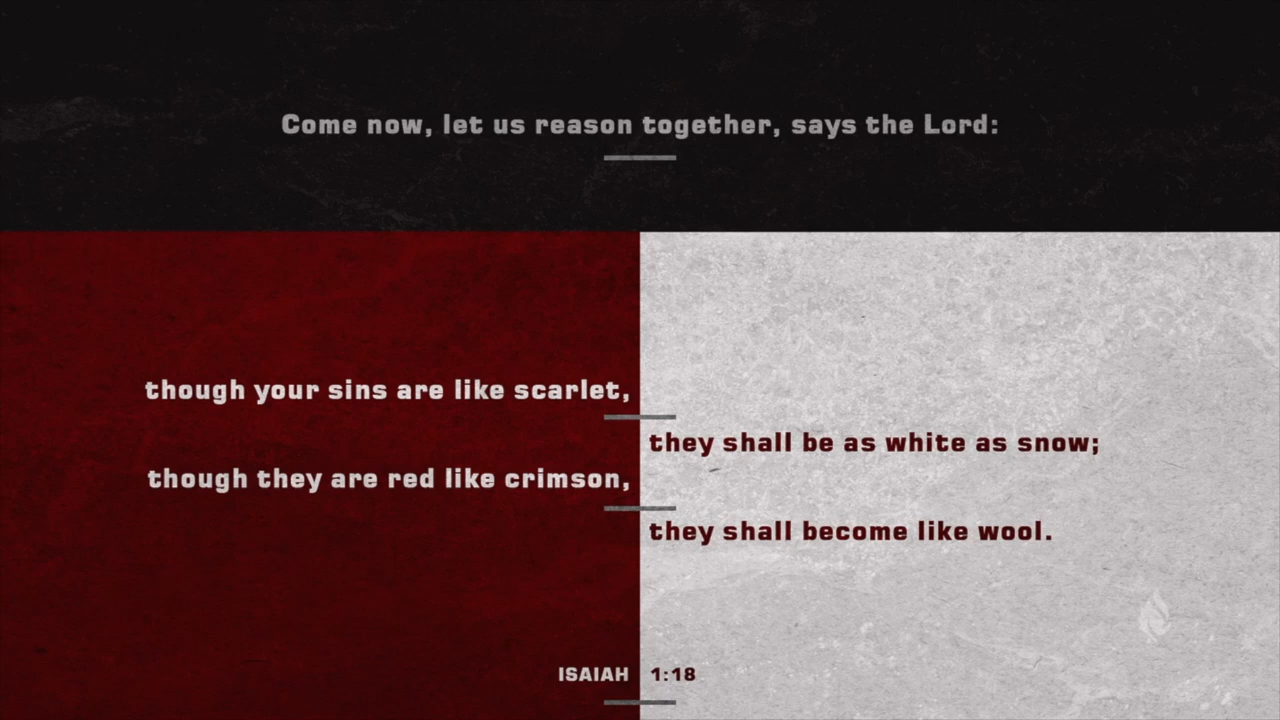 Come now, let us reason together, says the Lord:
though your sins are like scarlet,
they shall be as white as snow;
though they are red like crimson,
they shall become like wool.
ISAIAH 1:18